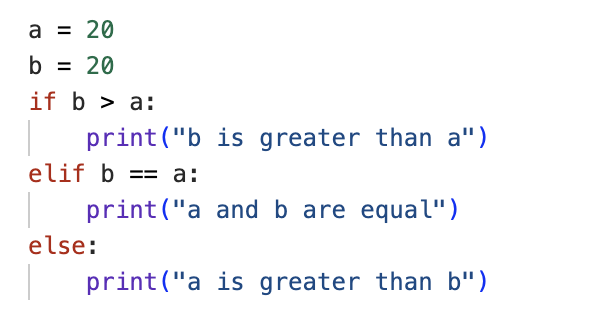 a = 20
b = 20
if b > a:
    print("b is greater than a")
elif b == a:
    print("a and b are equal")
else:
    print("a is greater than b")